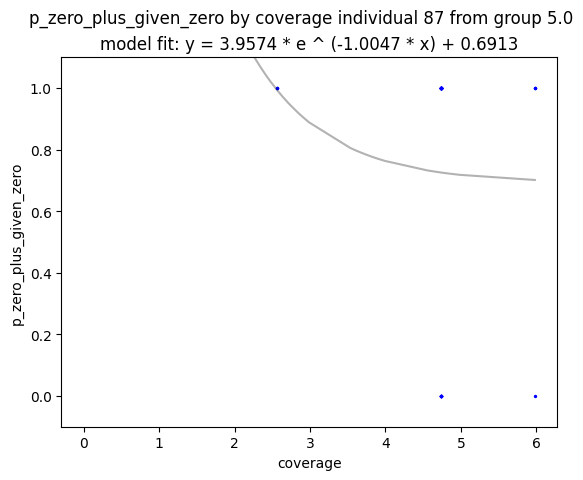 p_zero_plus_given_zero by coverage individual 87 from group 5.0
model fit: y = 3.9574 * e ^ (-1.0047 * x) + 0.6913
1.0
0.8
0.6
0.4
0.2
0.0
p_zero_plus_given_zero
0 1 2 3 4 5 6
coverage